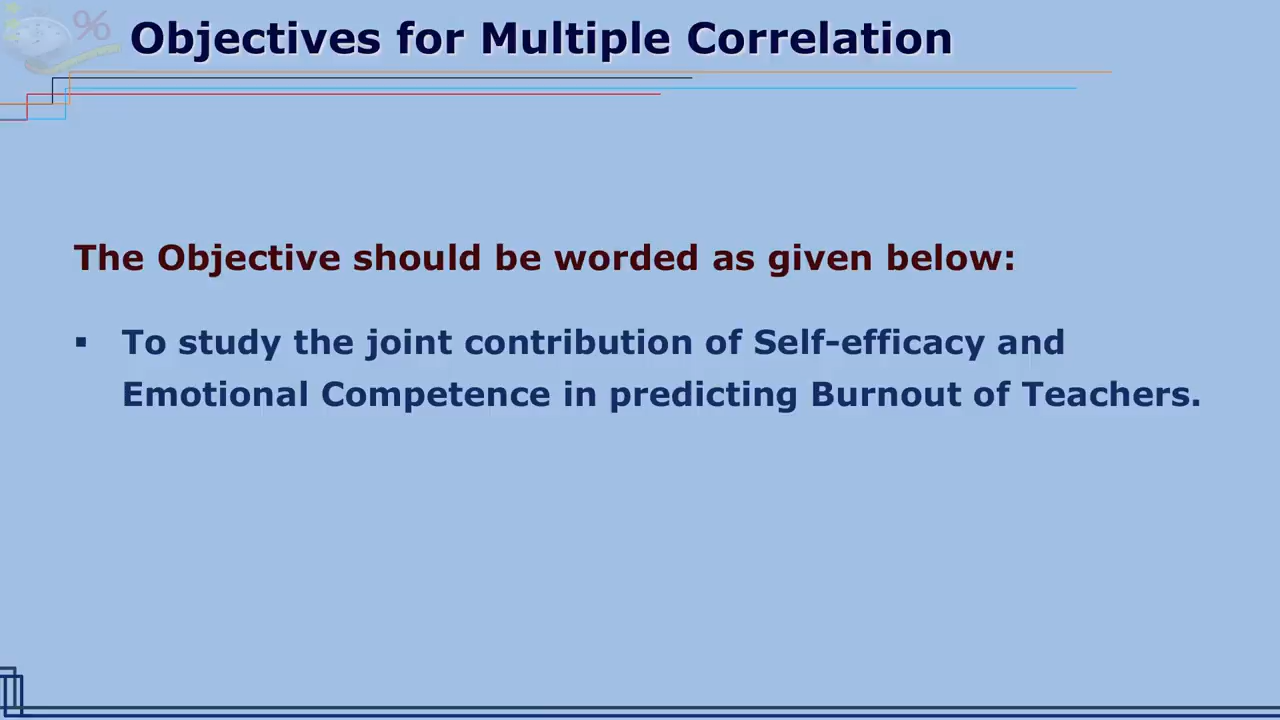 %
Objectives for Multiple Correlation
The Objective should be worded as given below:
▪ To study the joint contribution of Self-efficacy and
Emotional Competence in predicting Burnout of Teachers.